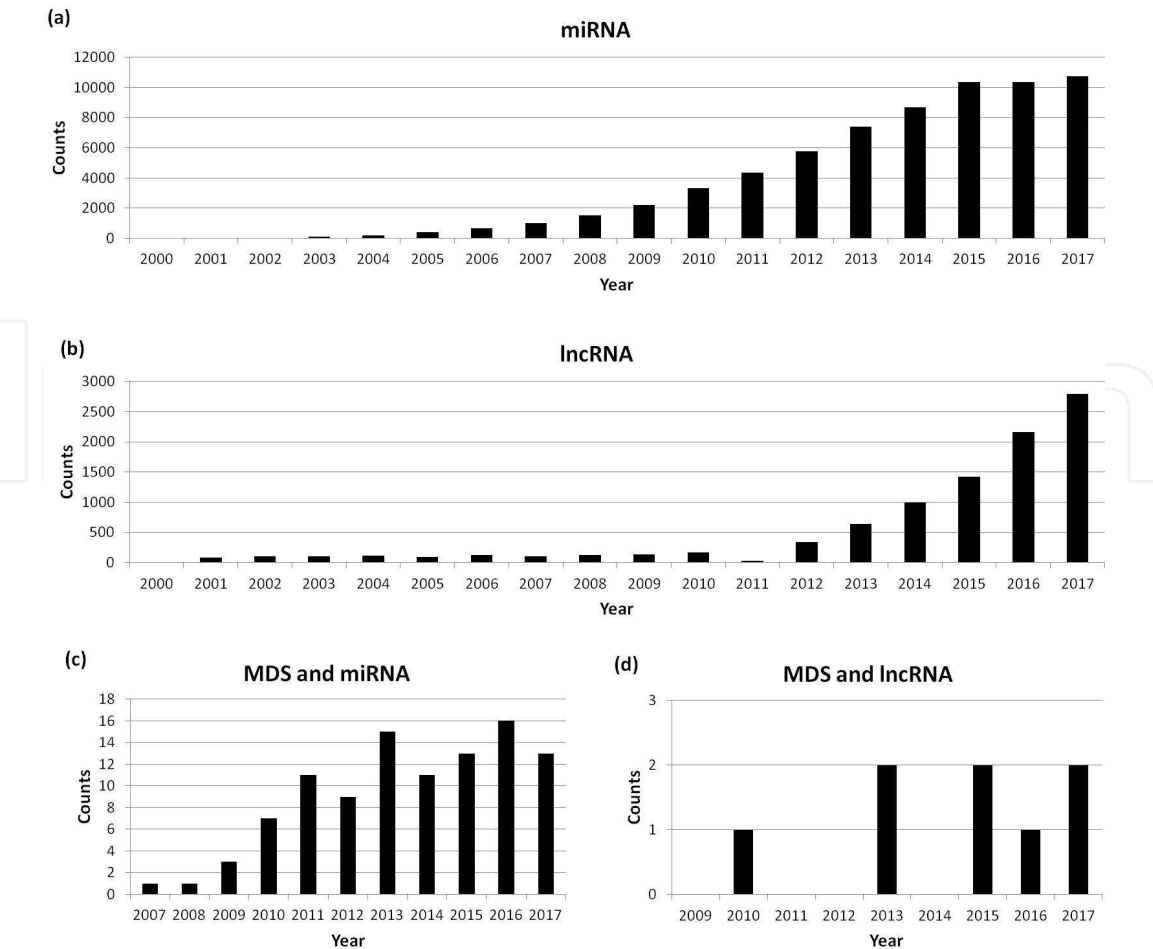 (a)
miRNA
12000
10000
8000
6000
4000
2000
0
Counts
2000 2001 2002 2003 2004 2005 2006 2007 2008 2009 2010 2011 2012 2013 2014 2015 2016 2017
Year
(b)
lncRNA
3000
2500
2000
1500
1000
500
0
Counts
2000 2001 2002 2003 2004 2005 2006 2007 2008 2009 2010 2011 2012 2013 2014 2015 2016 2017
Year
(c)
MDS and miRNA
18
16
14
12
10
8
6
4
2
0
Counts
2007 2008 2009 2010 2011 2012 2013 2014 2015 2016 2017
Year
(d)
MDS and lncRNA
3
2
1
0
Counts
2009 2010 2011 2012 2013 2014 2015 2016 2017
Year